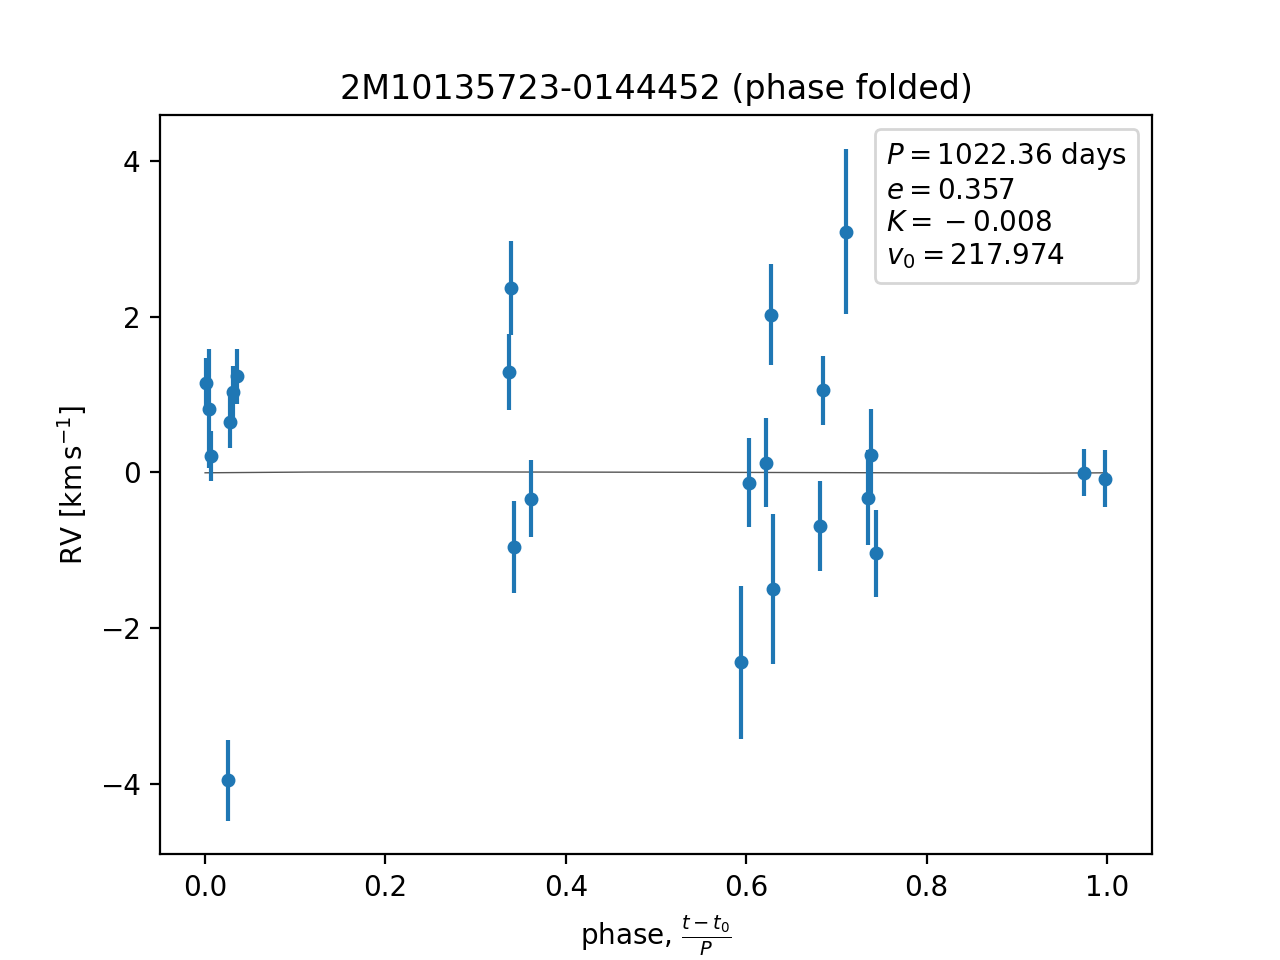 2M10135723-0144452 (phase folded)
P = 1022.36 days
e = 0.357
K = −0.008
v₀ = 217.974
4
2
0
−2
−4
RV [km s⁻¹]
0.0 0.2 0.4 0.6 0.8 1.0
phase, (t − t₀)/P